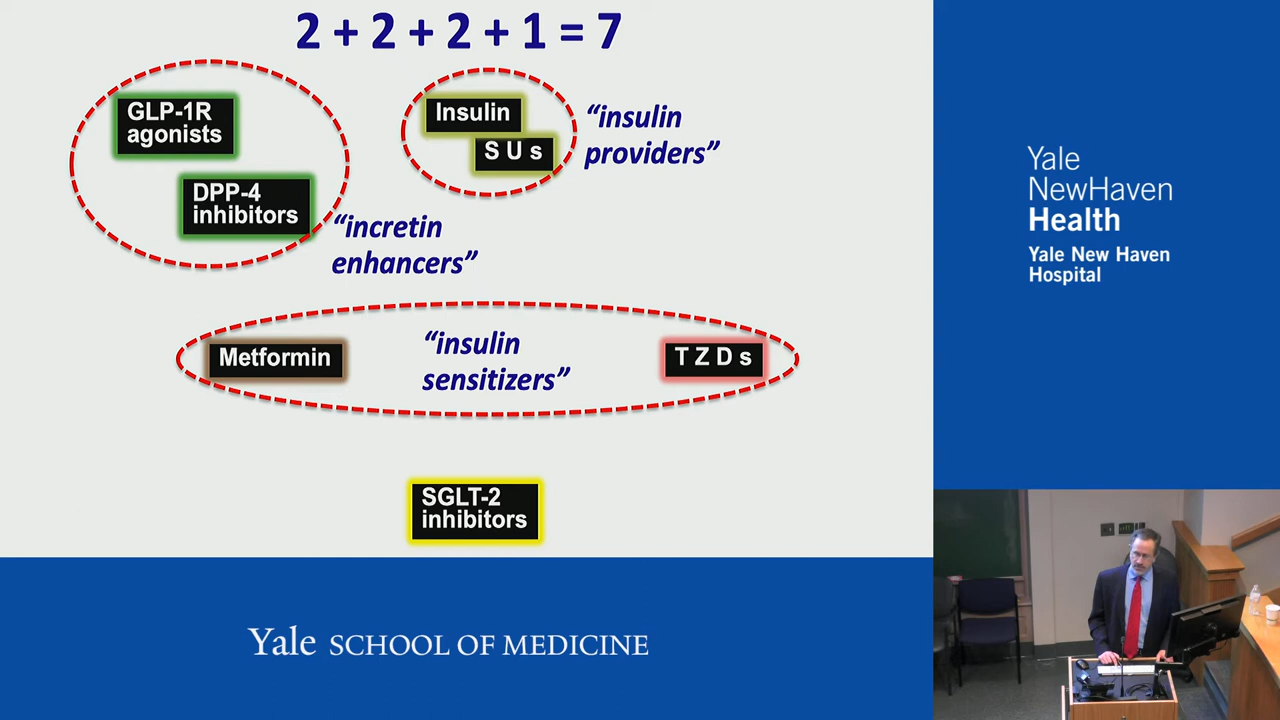 2 + 2 + 2 + 1 = 7
GLP-1R
agonists
DPP-4
inhibitors
“incretin
enhancers”
Insulin
S U s
“insulin
providers”
Metformin
“insulin
sensitizers”
T Z D s
SGLT-2
inhibitors
Yale
NewHaven
Health
Yale New Haven
Hospital
Yale SCHOOL OF MEDICINE